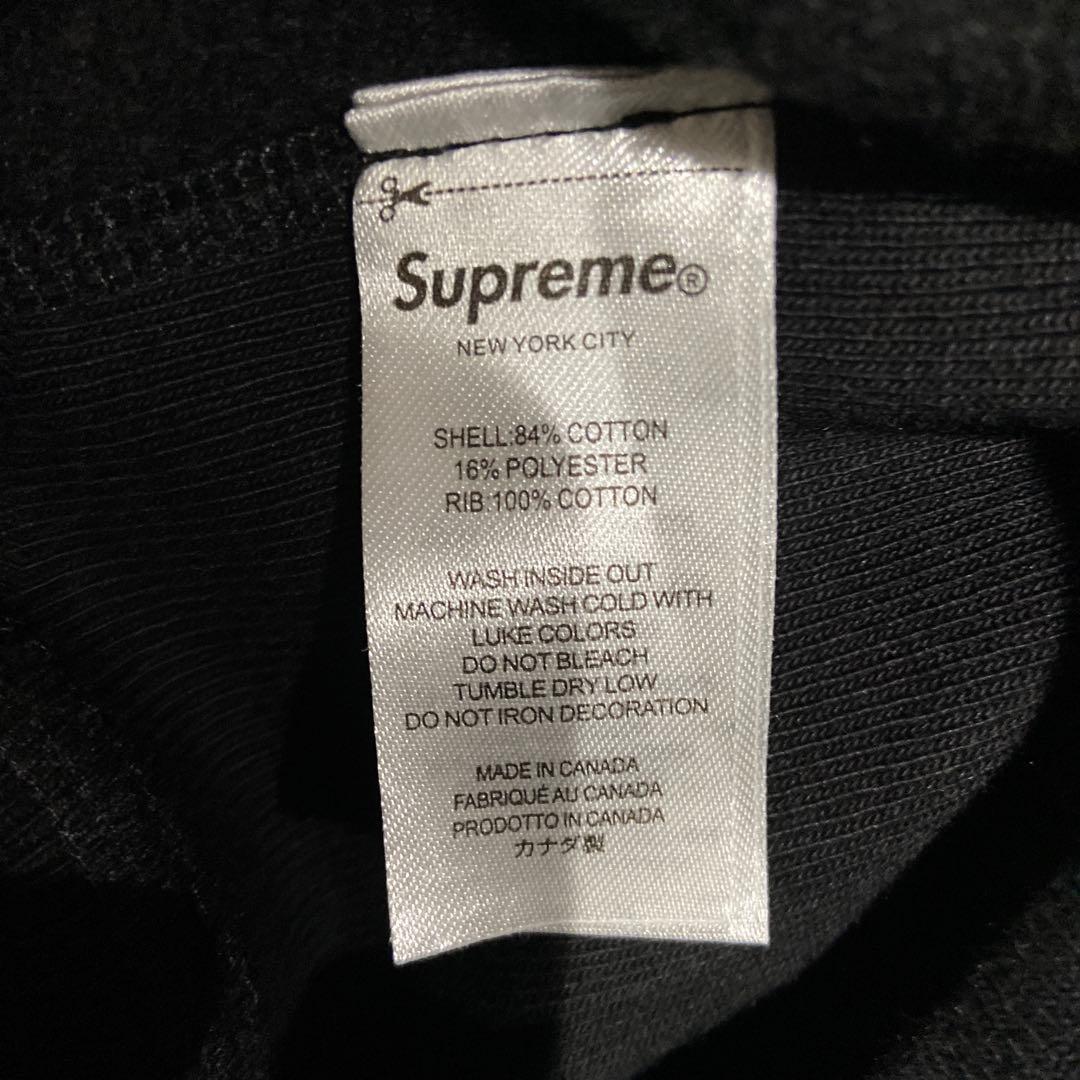 Supreme®
NEW YORK CITY
SHELL:84% COTTON
16% POLYESTER
RIB 100% COTTON
WASH INSIDE OUT
MACHINE WASH COLD WITH
LUKE COLORS
DO NOT BLEACH
TUMBLE DRY LOW
DO NOT IRON DECORATION
MADE IN CANADA
FABRIQUÉ AU CANADA
PRODOTTO IN CANADA
カナダ製